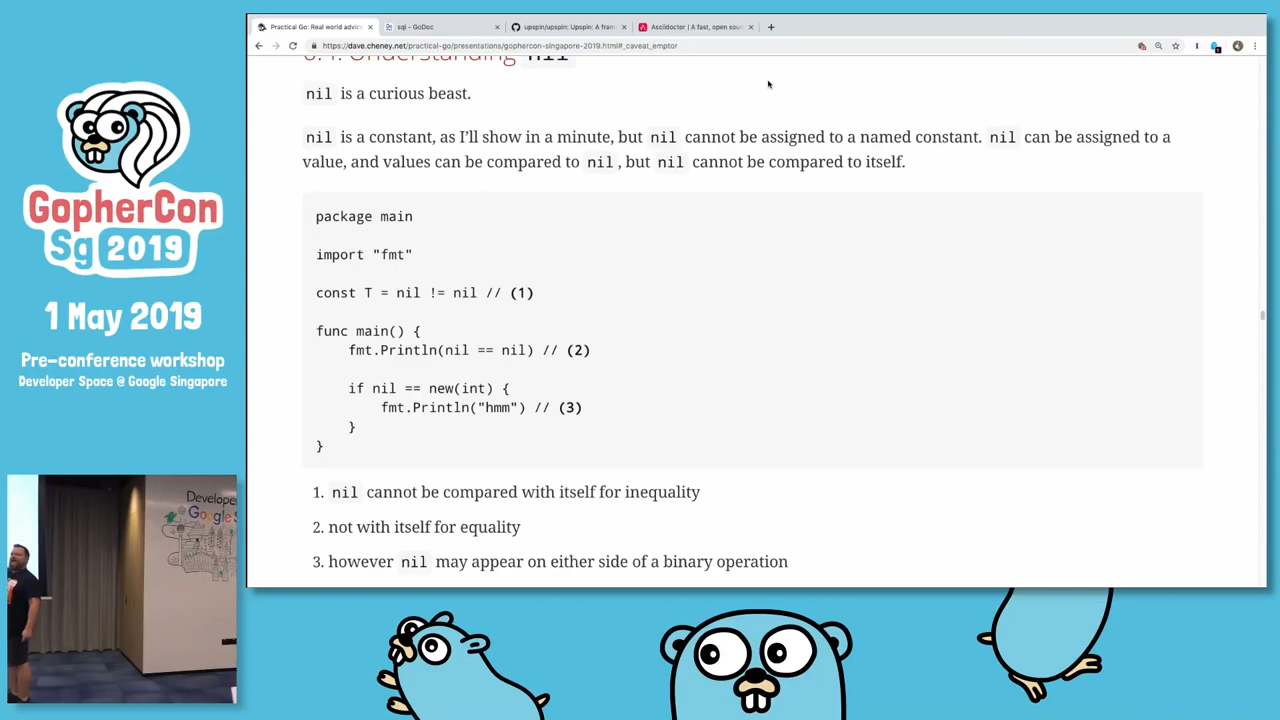 GopherCon
Sg 2019
1 May 2019
Pre-conference workshop
Developer Space @ Google Singapore
Practical Go: Real world advic
sqi - GoDoc
upspin/upspin: Upspin: A fram
Asciidoctor | A fast, open sou
https://dave.cheney.net/practical-go/presentations/gophercon-singapore-2019.html#_caveat_emptor
Understanding nil
nil is a curious beast.
nil is a constant, as I'll show in a minute, but nil cannot be assigned to a named constant. nil can be assigned to a
value, and values can be compared to nil, but nil cannot be compared to itself.
package main
import "fmt"
const T = nil != nil // (1)
func main() {
fmt.Println(nil == nil) // (2)
if nil == new(int) {
fmt.Println("hmm") // (3)
}
}
1. nil cannot be compared with itself for inequality
2. not with itself for equality
3. however nil may appear on either side of a binary operation
Develope
Google S